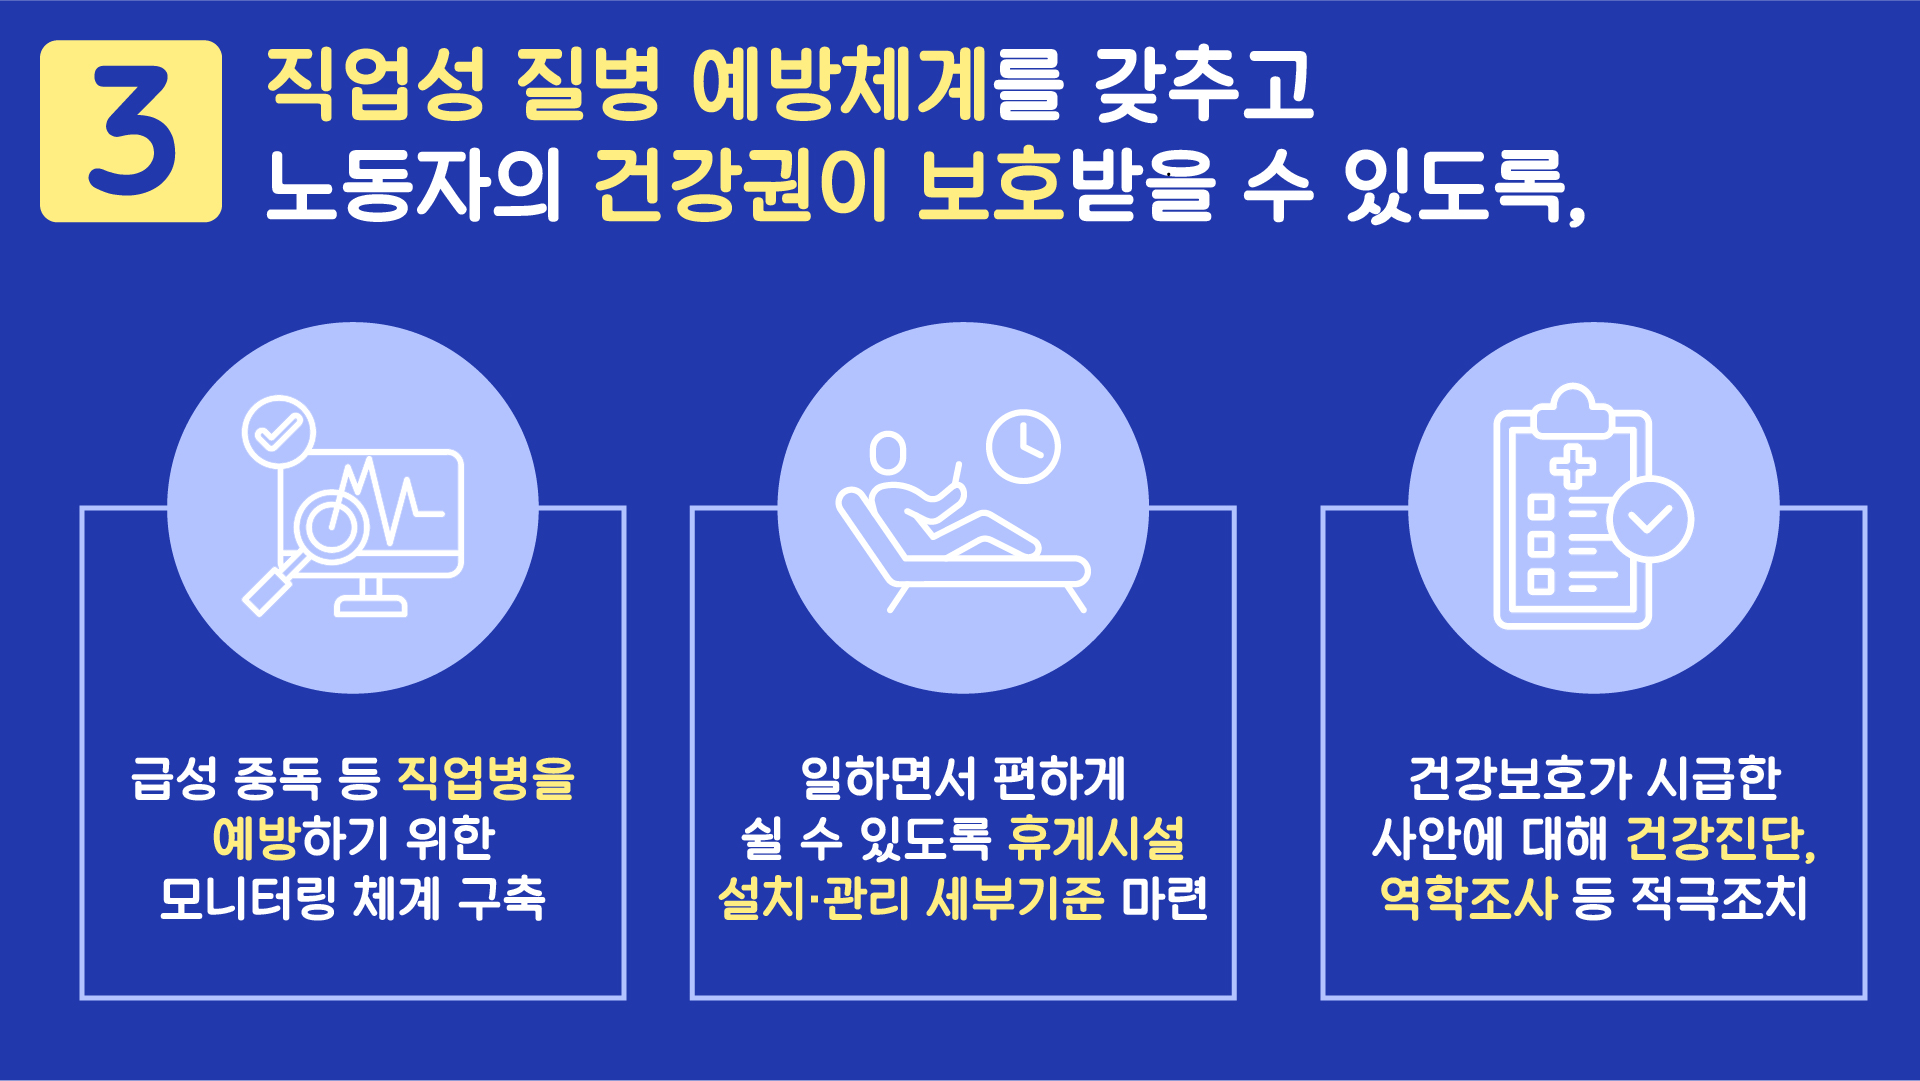 3
직업성 질병 예방체계를 갖추고
노동자의 건강권이 보호받을 수 있도록,
급성 중독 등 직업병을
예방하기 위한
모니터링 체계 구축
일하면서 편하게
쉴 수 있도록 휴게시설
설치·관리 세부기준 마련
건강보호가 시급한
사안에 대해 건강진단,
역학조사 등 적극조치